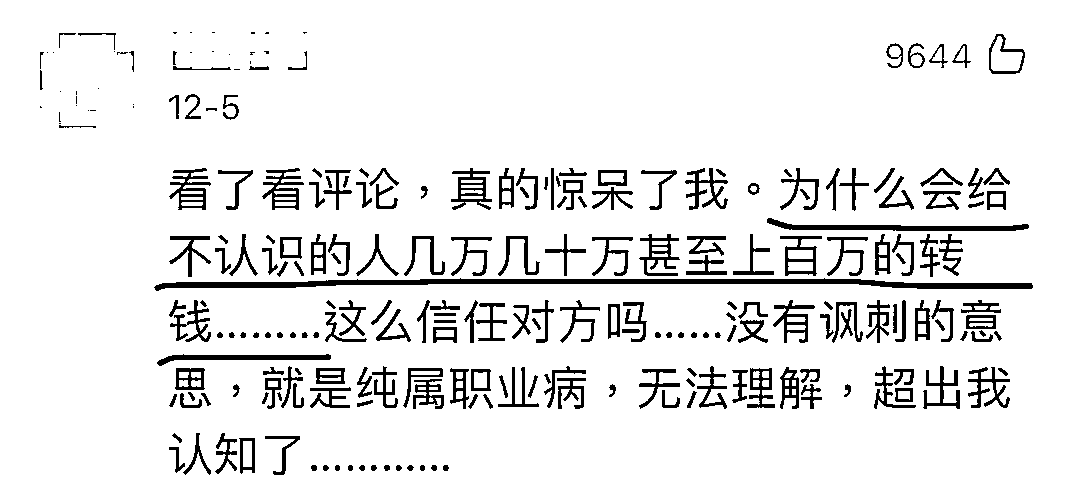 9644
12-5
看了看评论，真的惊呆了我。为什么会给
不认识的人几万几十万甚至上百万的转
钱………这么信任对方吗……没有讽刺的意
思，就是纯属职业病，无法理解，超出我
认知了…………